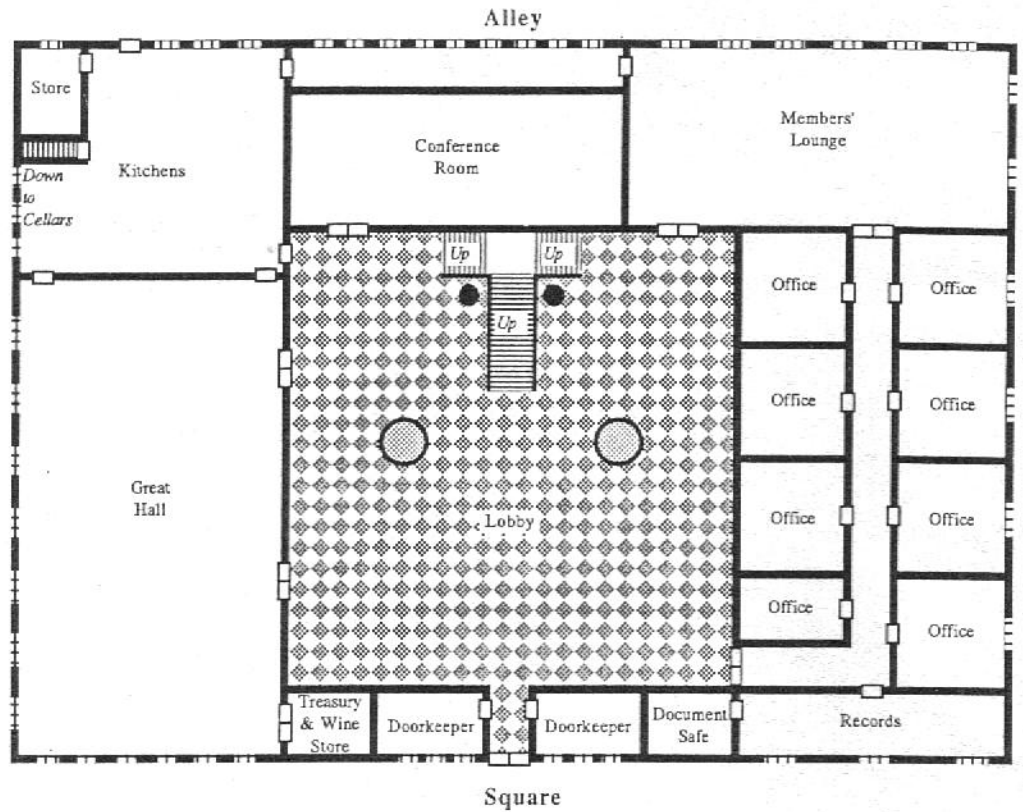 Alley
Store
Members'
Lounge
Conference
Room
Kitchens
Down
to
Cellars
Up
Up
Office
Office
Up
Office
Office
Great
Hall
Lobby
Office
Office
Office
Office
Treasury
& Wine
Store
Doorkeeper
Doorkeeper
Document
Safe
Records
Square